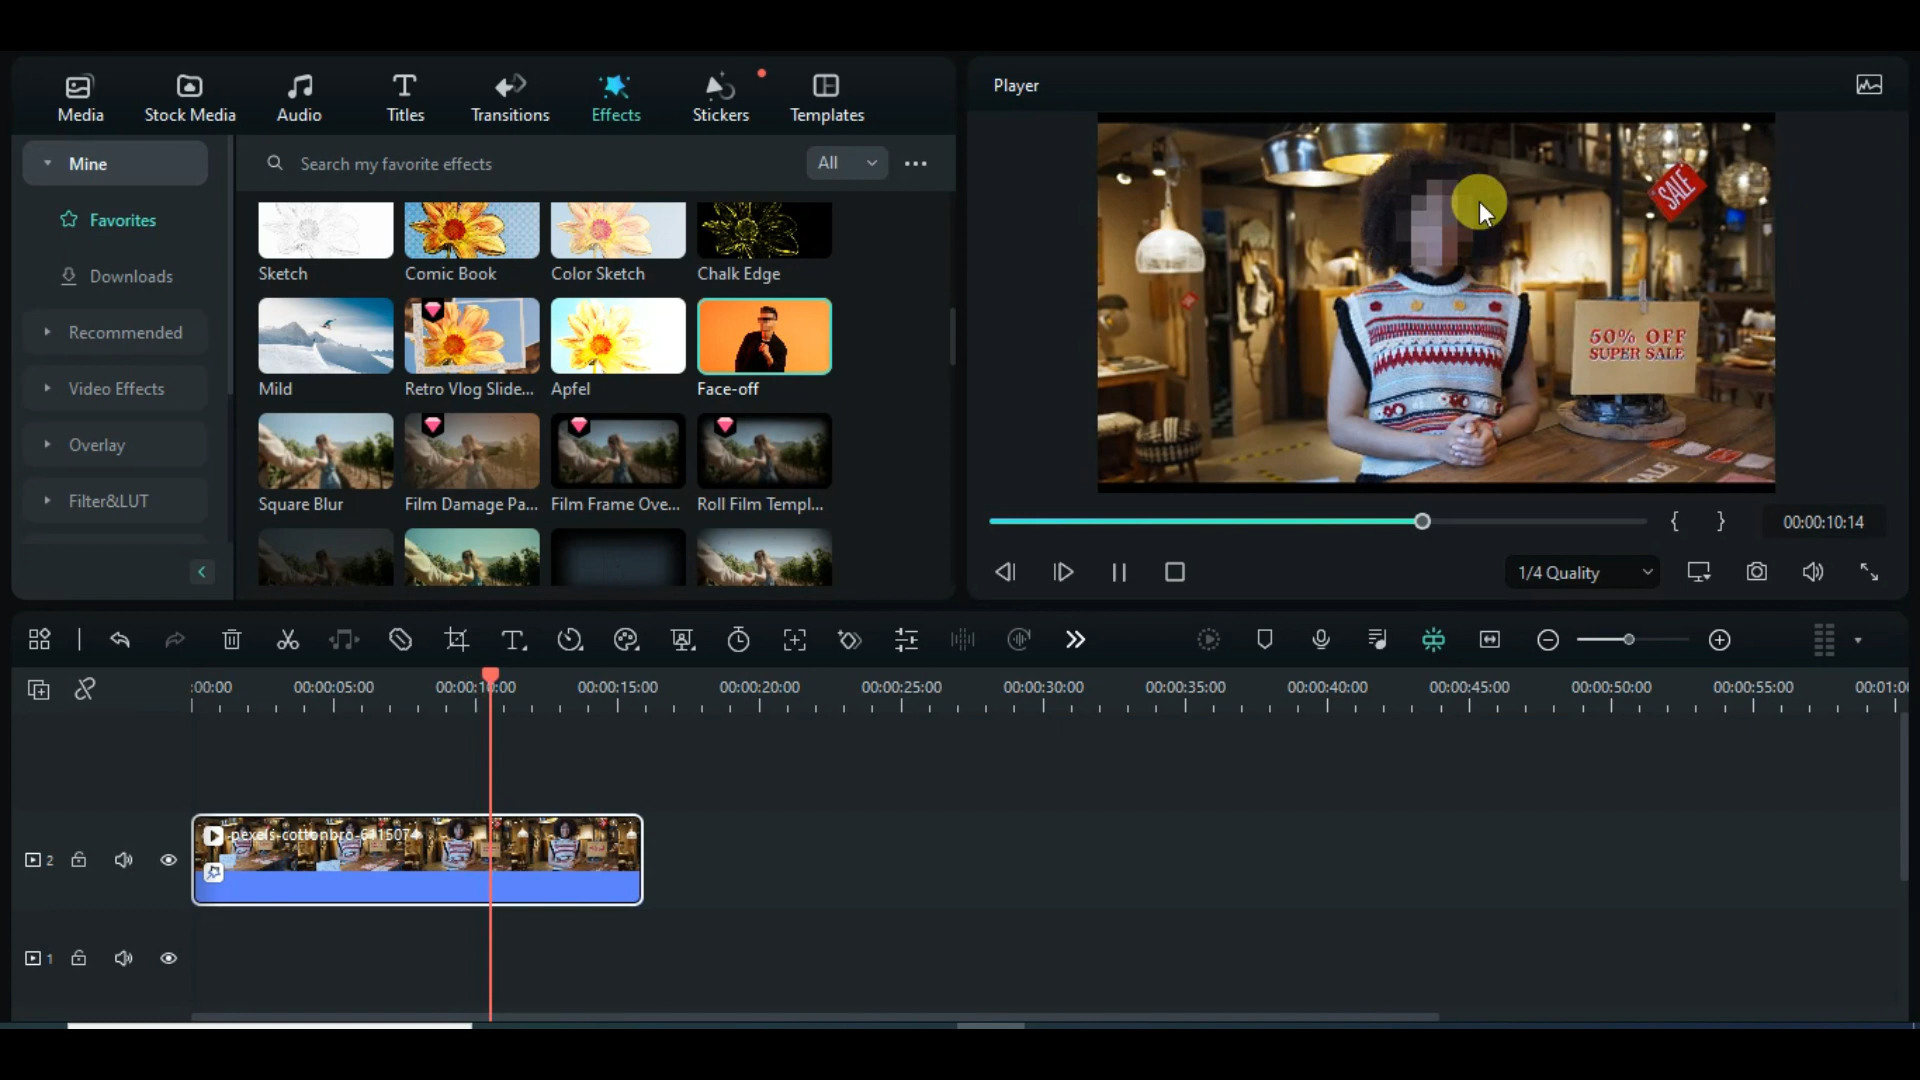 Media
Stock Media
Audio
Titles
Transitions
Effects
Stickers
Templates
Player
Mine
Search my favorite effects
All
Favorites
Downloads
Recommended
Video Effects
Overlay
Filter&LUT
Sketch
Comic Book
Color Sketch
Chalk Edge
Mild
Retro Vlog Slide...
Apfel
Face-off
Square Blur
Film Damage Pa...
Film Frame Ove...
Roll Film Templ...
SALE
50% OFF
SUPER SALE
SALE
00:00:10:14
1/4 Quality
:00:00
00:00:05:00
00:00:10:00
00:00:15:00
00:00:20:00
00:00:25:00
00:00:30:00
00:00:35:00
00:00:40:00
00:00:45:00
00:00:50:00
00:00:55:00
00:01:0
pexels-cottonbro-6115074
2
1